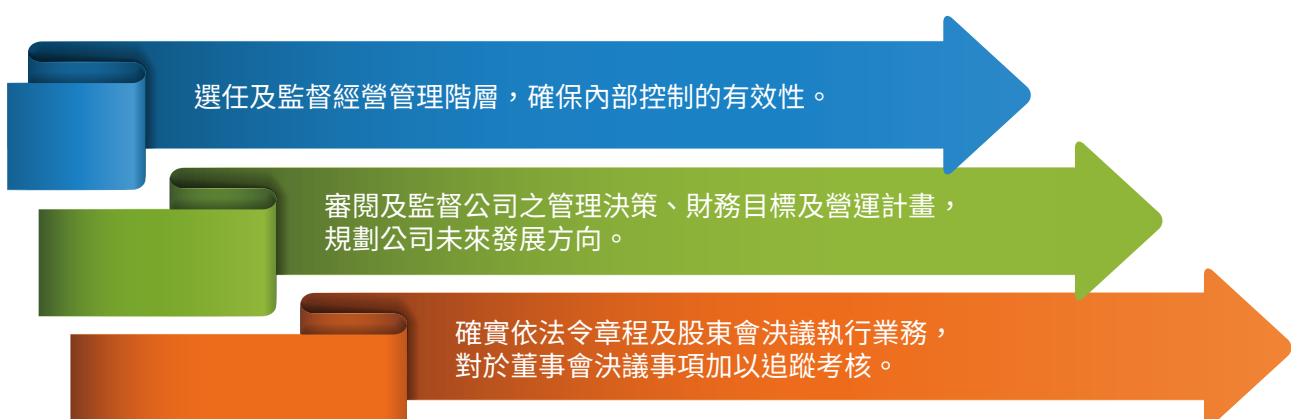 選任及監督經營管理階層，確保內部控制的有效性。
審閱及監督公司之管理決策、財務目標及營運計畫，
規劃公司未來發展方向。
確實依法令章程及股東會決議執行業務，
對於董事會決議事項加以追蹤考核。